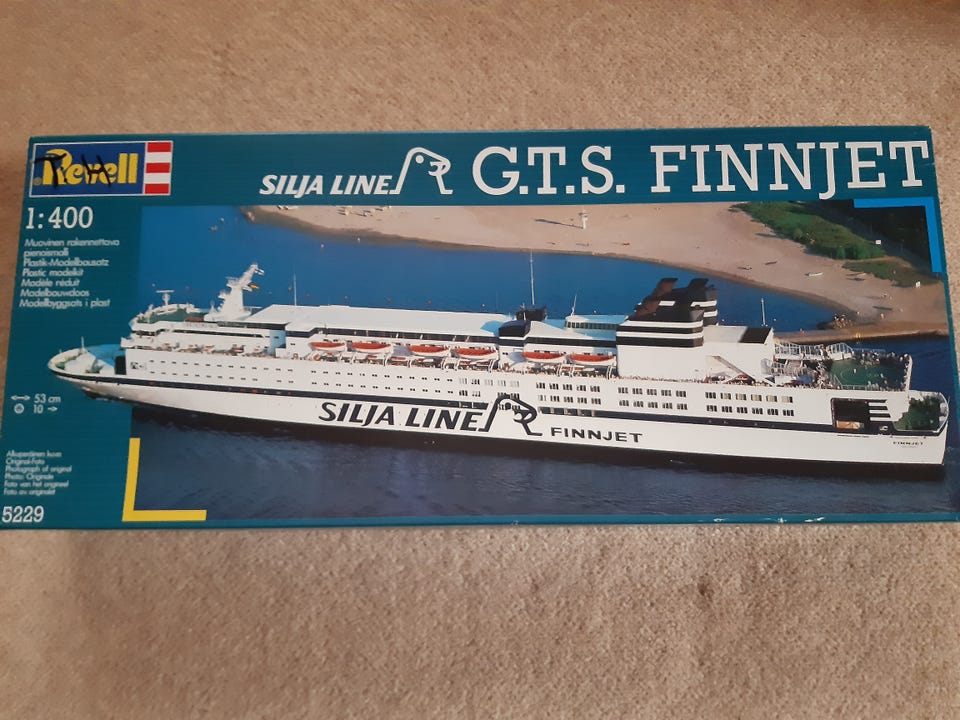 Revell
T.H
SILJA LINE G.T.S. FINNJET
1:400
Muovinen rakennettava
pienoismalli
Plastik-Modellbausatz
Plastic modelkit
Modèle réduit
Modelbouwdoos
Modellbyggsats i plast
53 cm
10
SILJA LINE FINNJET
FINNJET
Alkuperäinen kuva
Original-Foto
Photograph of original
Photo: Originale
Foto van het origineel
Foto av originalet
5229